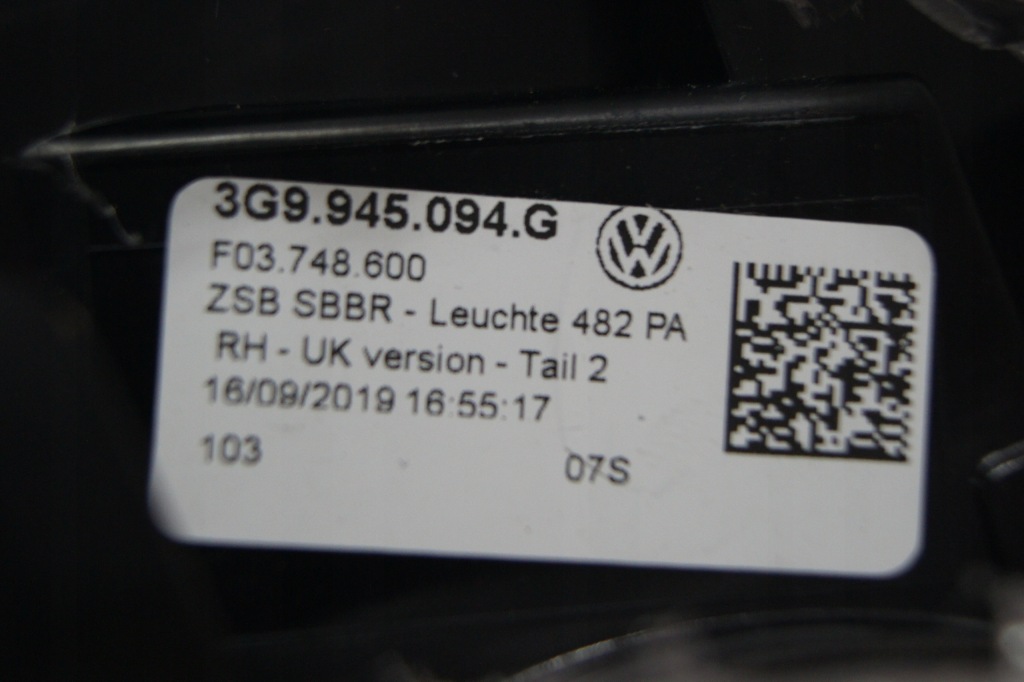 3G9.945.094.G
F03.748.600
ZSB SBBR - Leuchte 482 PA
RH - UK version - Tail 2
16/09/2019 16:55:17
103 07S